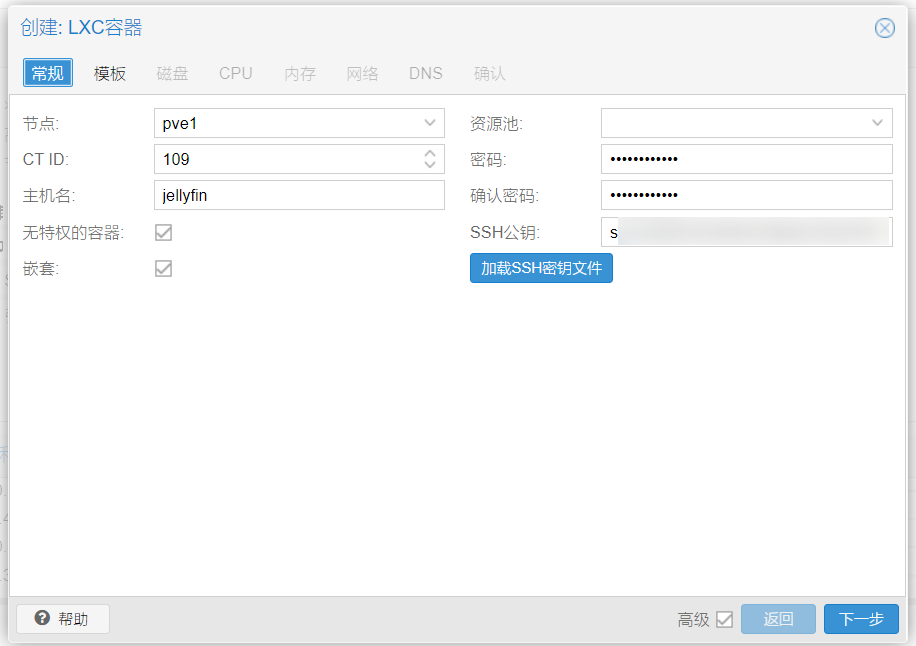 创建: LXC容器
常规 模板 磁盘 CPU 内存 网络 DNS 确认
节点: pve1 资源池:
CT ID: 109 密码: ••••••••••••
主机名: jellyfin 确认密码: ••••••••••••
无特权的容器: SSH公钥: s
嵌套: 加载SSH密钥文件
帮助 高级 返回 下一步